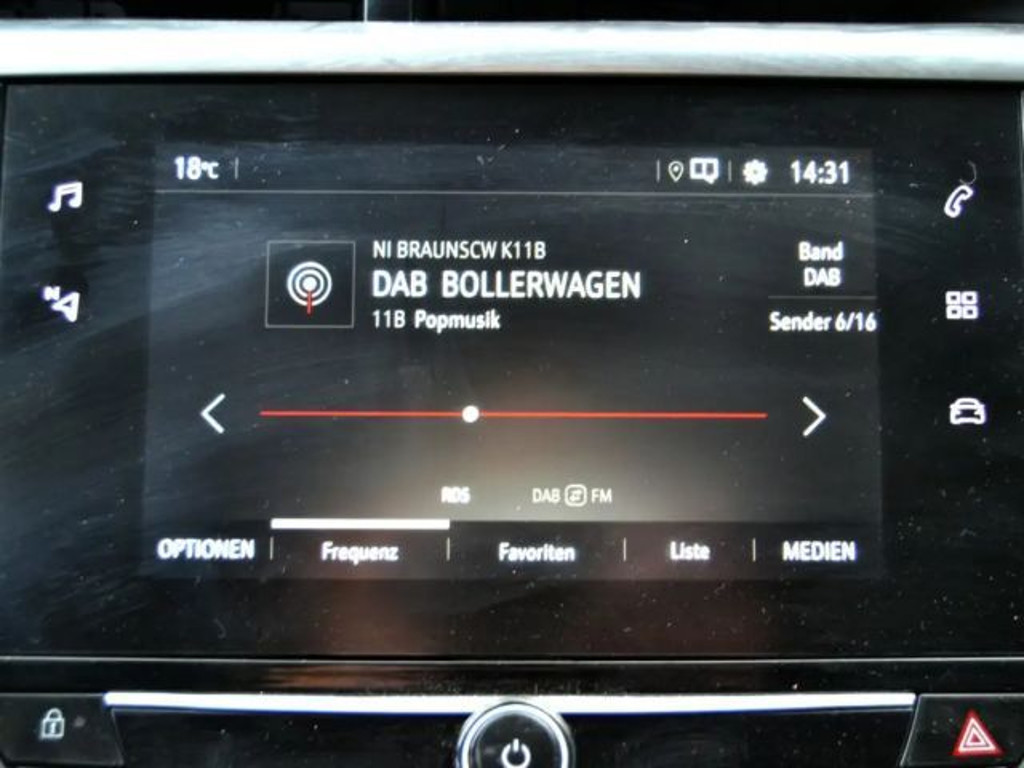 18°C
14:31
NI BRAUNSCW K11B
DAB BOLLERWAGEN
11B Popmusik
Band
DAB
Sender 6/16
N
RDS
DAB FM
OPTIONEN
Frequenz
Favoriten
Liste
MEDIEN